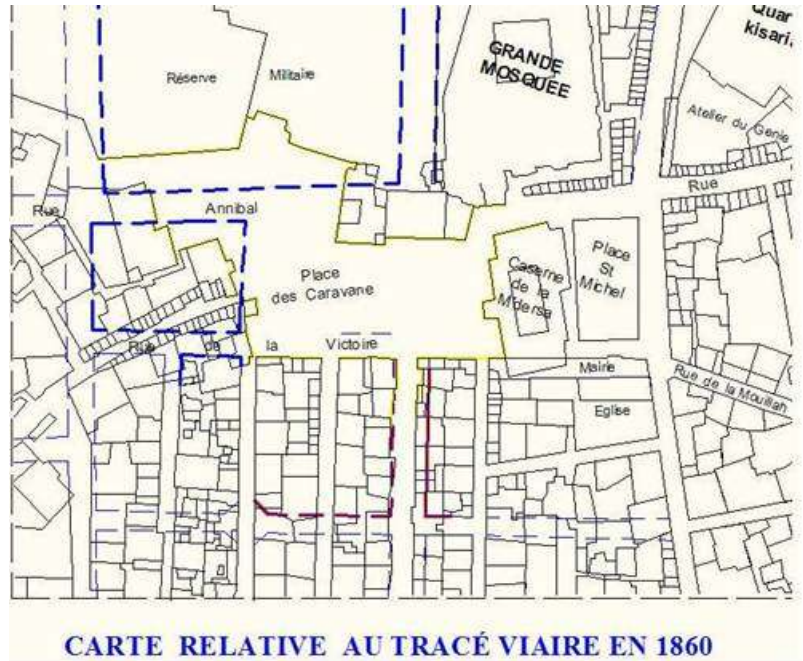 Quar
kisari
GRANDE
MOSQUÉE
Réserve Militaire
Atelier du Génie
Rue
Rue Annibal
Place
des Caravane
Caserne
de la
M'dersa
Place
St
Michel
Rue de la Victoire
Mairie
Rue de la Mouillah
Eglise
CARTE RELATIVE AU TRACÉ VIAIRE EN 1860